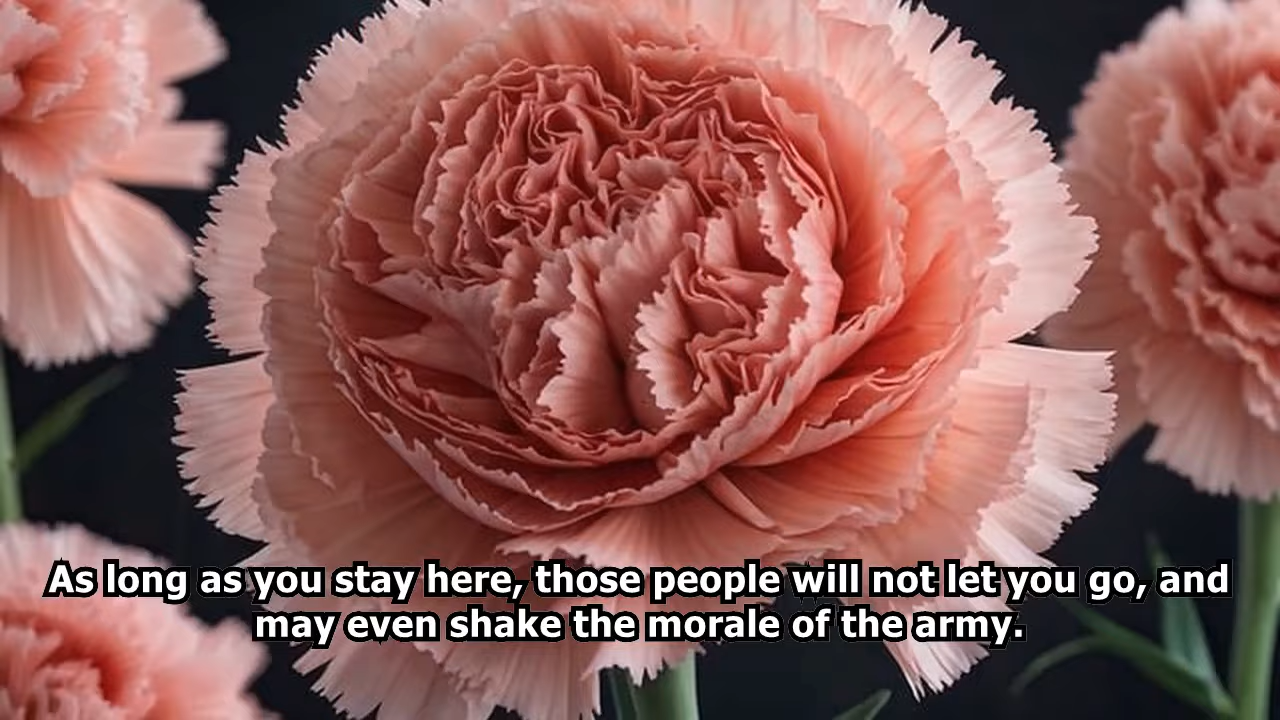 As long as you stay here, those people will not let you go, and
may even shake the morale of the army.